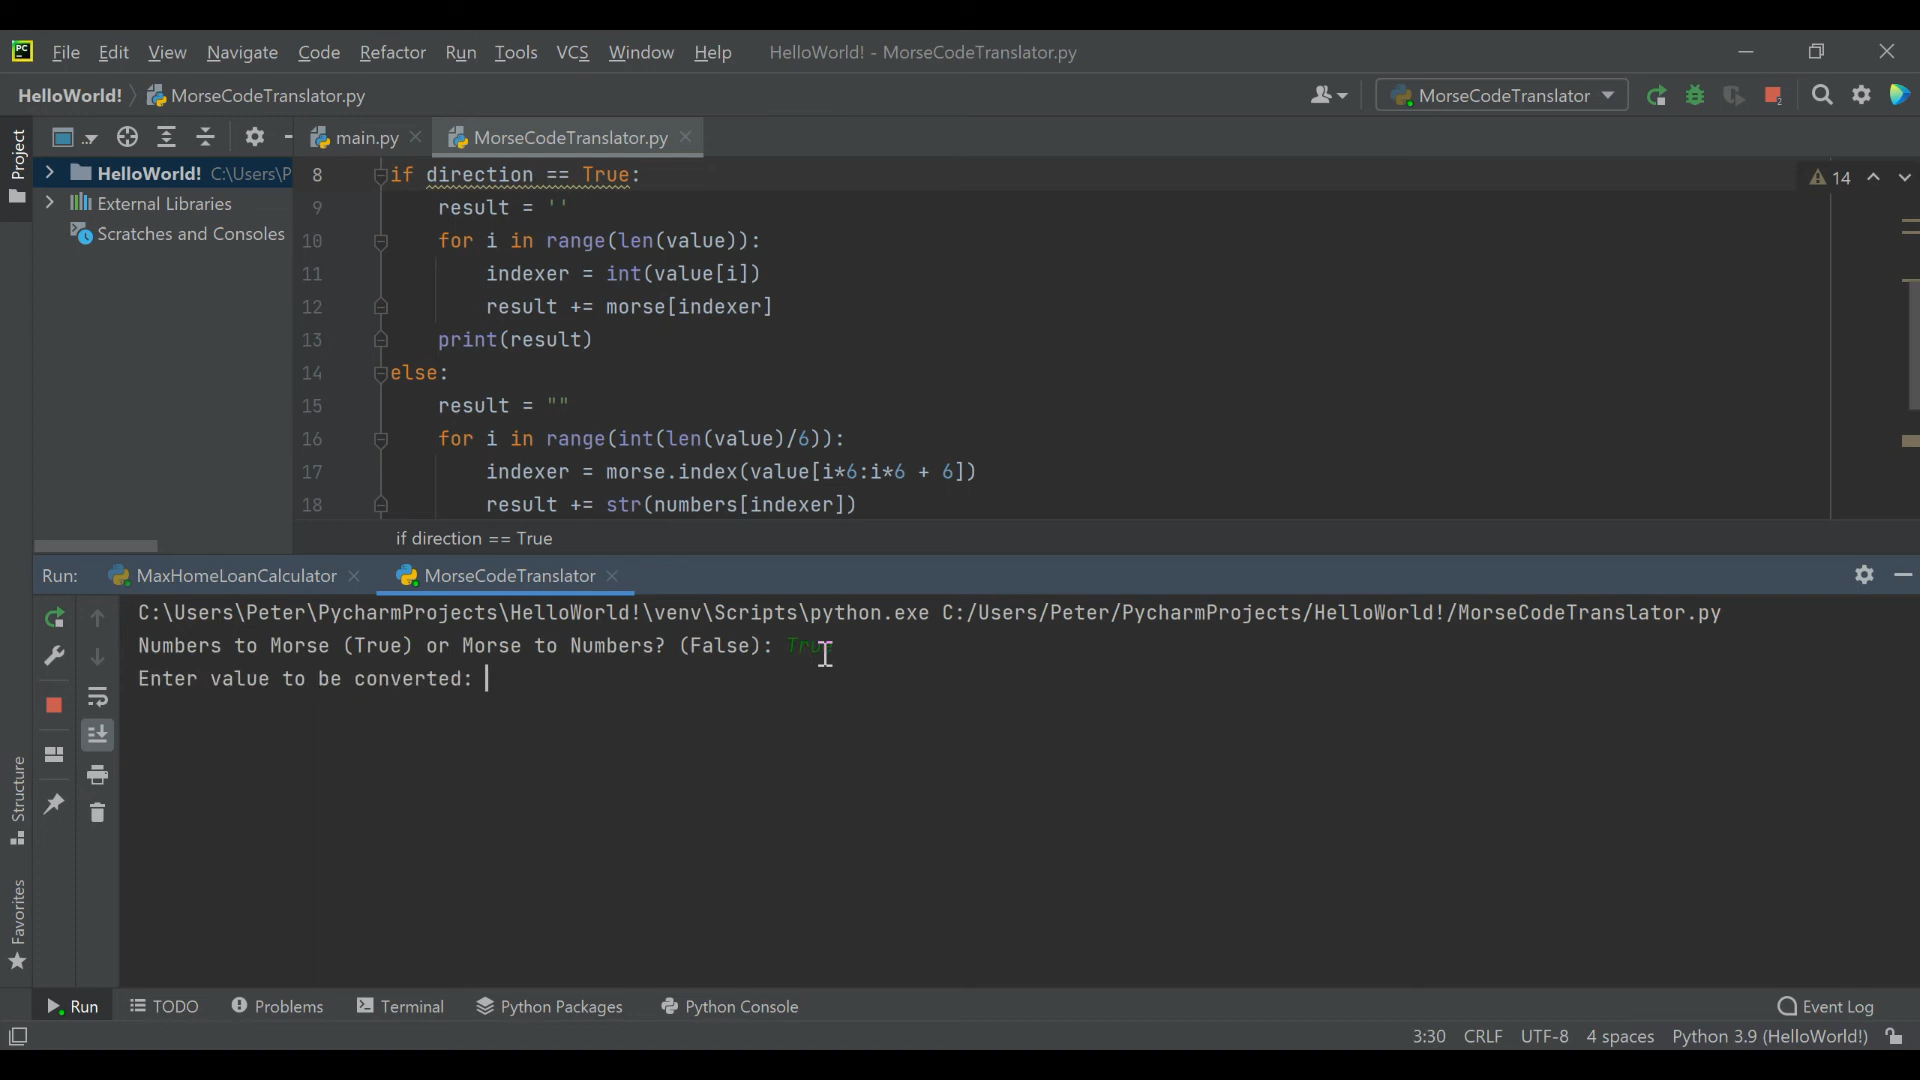 PC File Edit View Navigate Code Refactor Run Tools VCS Window Help HelloWorld! - MorseCodeTranslator.py
HelloWorld! MorseCodeTranslator.py MorseCodeTranslator 2
Project
main.py MorseCodeTranslator.py
HelloWorld! C:\Users\P
External Libraries
Scratches and Consoles
14
8 if direction == True:
9 result = ''
10 for i in range(len(value)):
11 indexer = int(value[i])
12 result += morse[indexer]
13 print(result)
14 else:
15 result = ""
16 for i in range(int(len(value)/6)):
17 indexer = morse.index(value[i*6:i*6 + 6])
18 result += str(numbers[indexer])
if direction == True
Run: MaxHomeLoanCalculator MorseCodeTranslator
C:\Users\Peter\PycharmProjects\HelloWorld!\venv\Scripts\python.exe C:/Users/Peter/PycharmProjects/HelloWorld!/MorseCodeTranslator.py
Numbers to Morse (True) or Morse to Numbers? (False): True
Enter value to be converted:
Structure
Favorites
Run TODO Problems Terminal Python Packages Python Console Event Log
3:30 CRLF UTF-8 4 spaces Python 3.9 (HelloWorld!)